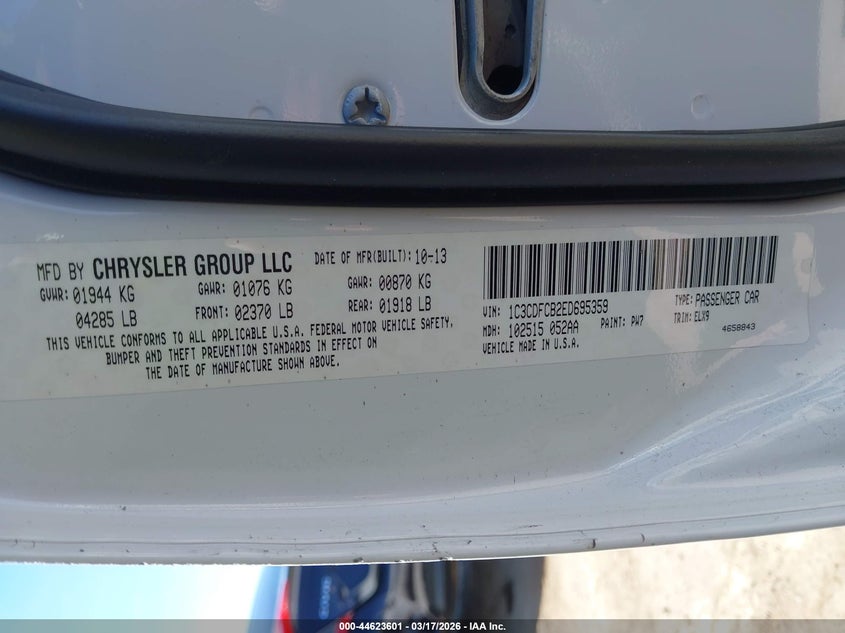 MFD BY CHRYSLER GROUP LLC
DATE OF MFR(BUILT): 10-13
GVWR: 01944 KG
GAWR: 01076 KG
GAWR: 00870 KG
04285 LB
FRONT: 02370 LB
REAR: 01918 LB
THIS VEHICLE CONFORMS TO ALL APPLICABLE U.S.A. FEDERAL MOTOR VEHICLE SAFETY,
BUMPER AND THEFT PREVENTION STANDARDS IN EFFECT ON
THE DATE OF MANUFACTURE SHOWN ABOVE.
VIN: 1C3CDFCB2ED695359
TYPE: PASSENGER CAR
MDH: 102515 052AA
PAINT: PW7
TRIM: ELX9
VEHICLE MADE IN U.S.A.
4658843
000-44623601 | 03/17/2026 | IAA Inc.